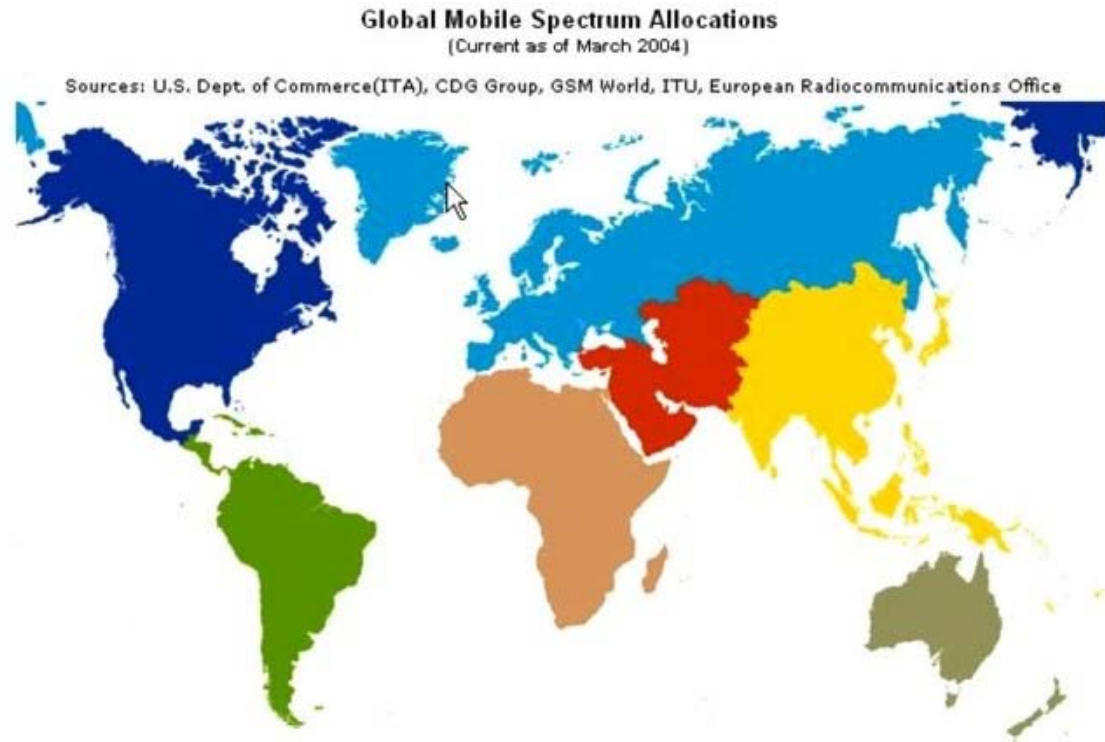 Global Mobile Spectrum Allocations
(Current as of March 2004)
Sources: U.S. Dept. of Commerce(ITA), CDG Group, GSM World, ITU, European Radiocommunications Office